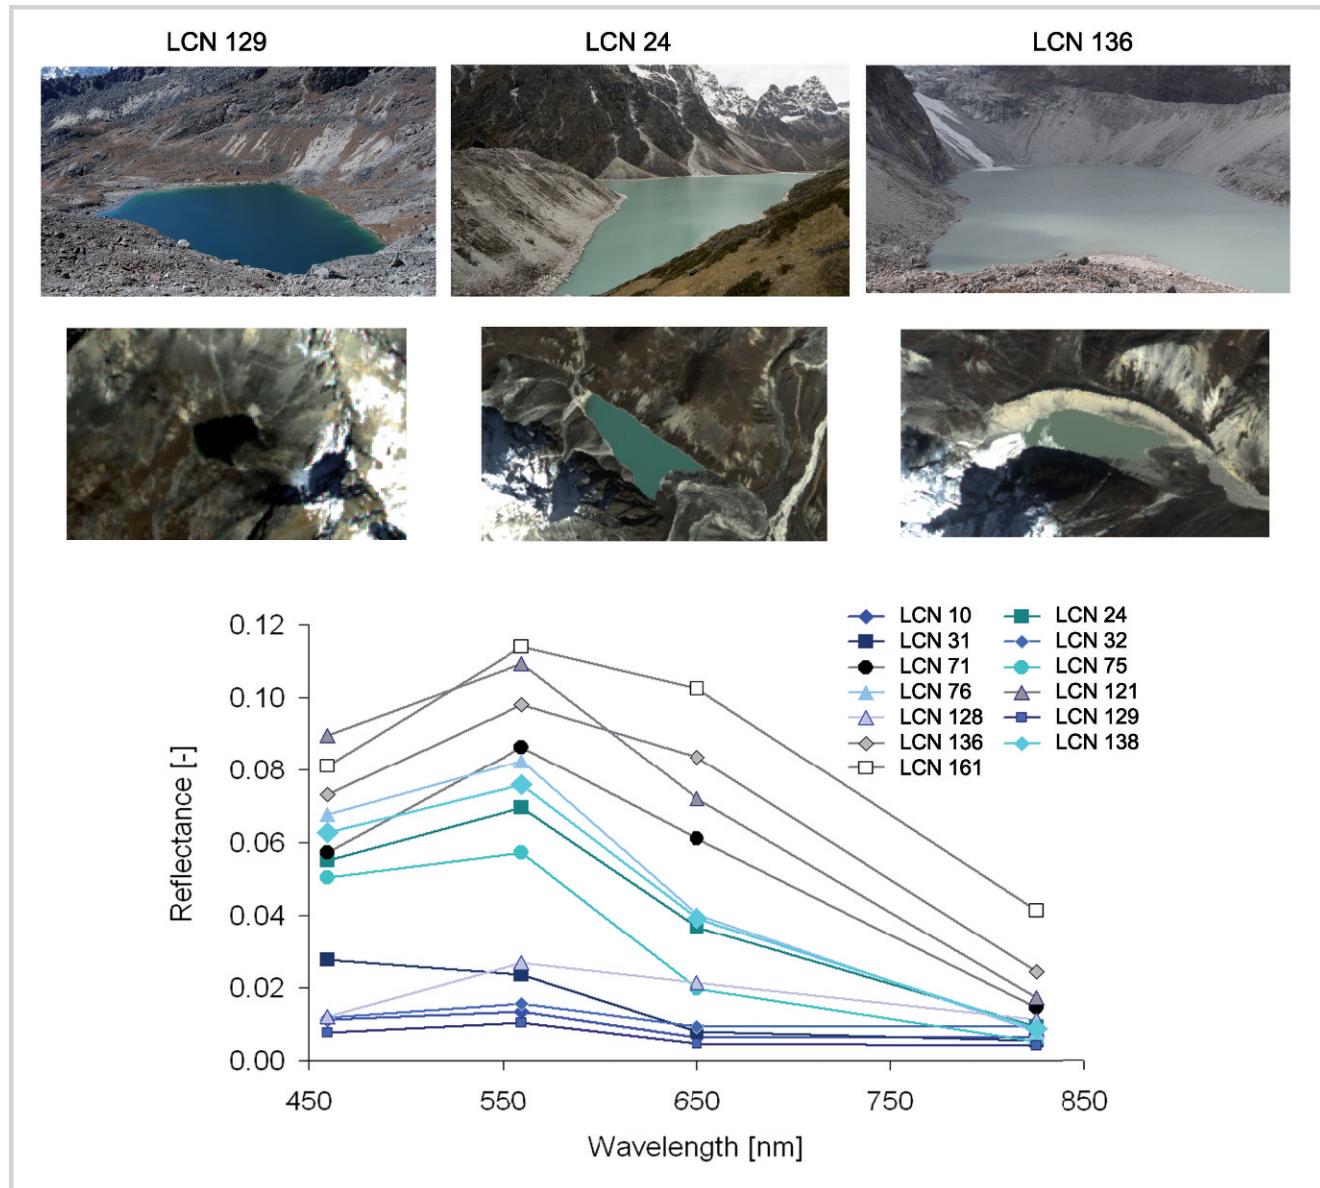 LCN 129 LCN 24 LCN 136
LCN 10 LCN 24
LCN 31 LCN 32
LCN 71 LCN 75
LCN 76 LCN 121
LCN 128 LCN 129
LCN 136 LCN 138
LCN 161
0.12
0.10
0.08
0.06
0.04
0.02
0.00
Reflectance [-]
450 550 650 750 850
Wavelength [nm]